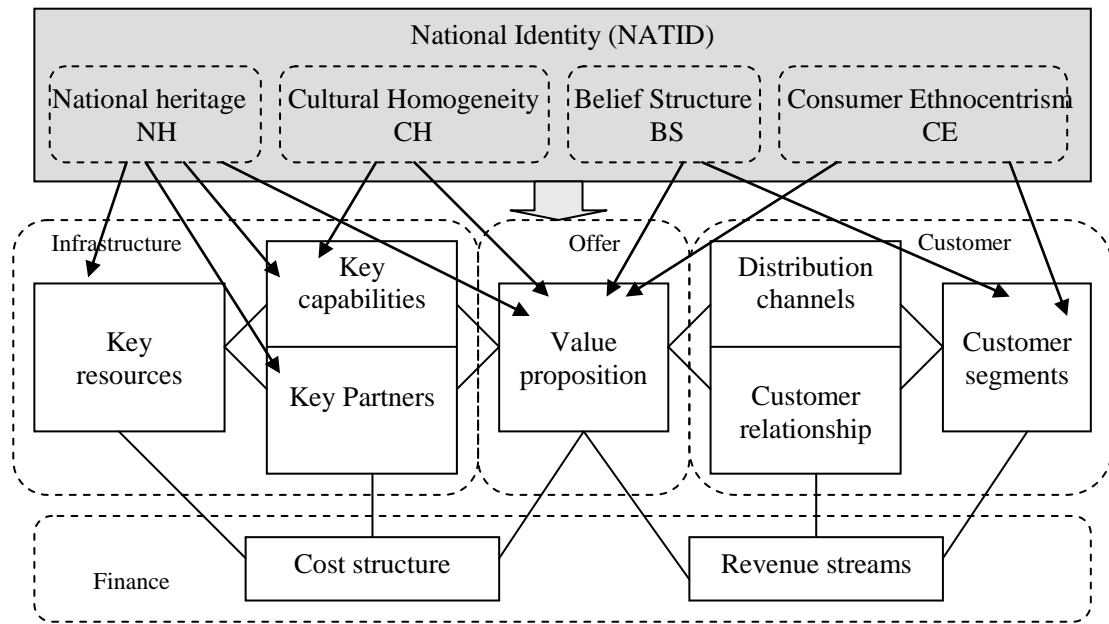 National Identity (NATID)
National heritage
NH
Cultural Homogeneity
CH
Belief Structure
BS
Consumer Ethnocentrism
CE
Infrastructure
Offer
Customer
Key
resources
Key
capabilities
Key Partners
Value
proposition
Distribution
channels
Customer
relationship
Customer
segments
Cost structure
Revenue streams
Finance